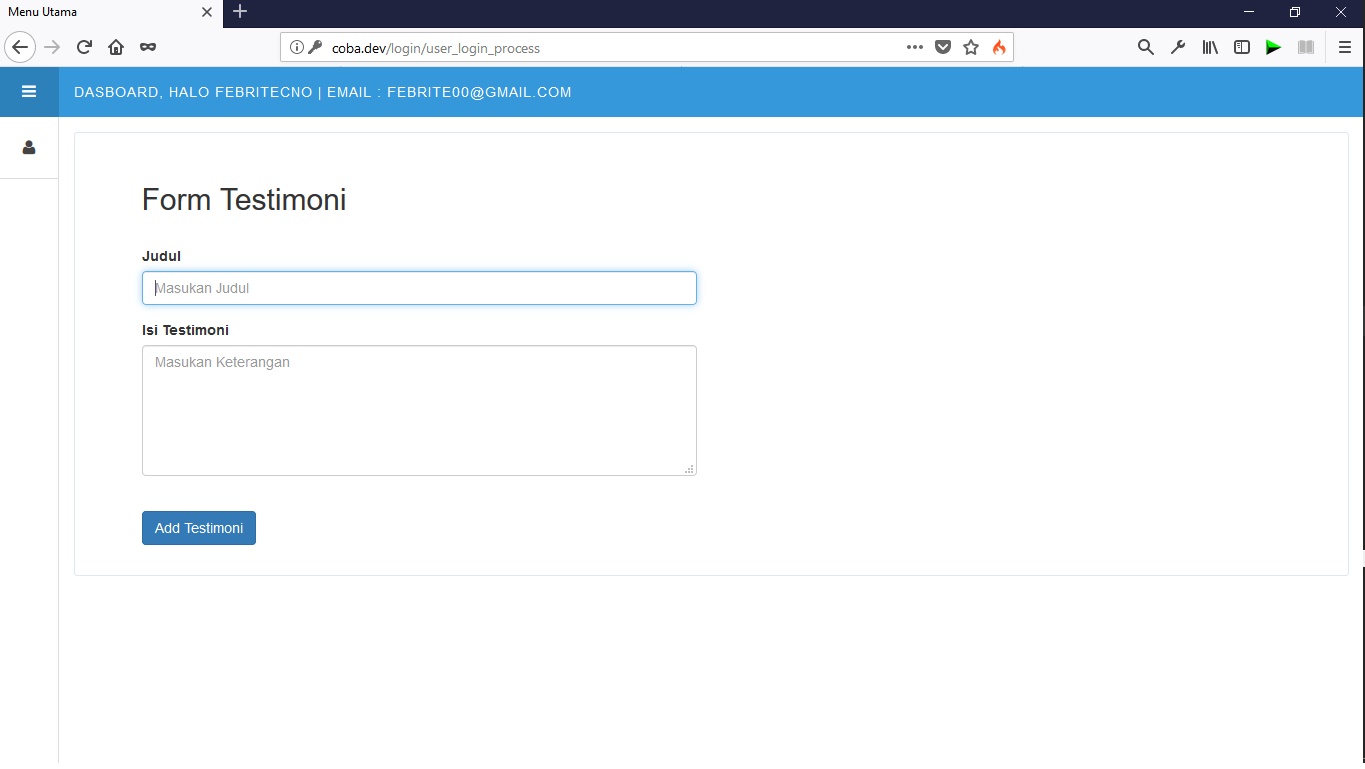 Menu Utama
coba.dev/login/user_login_process
DASBOARD, HALO FEBRITECNO | EMAIL : FEBRITE00@GMAIL.COM
Form Testimoni
Judul
Masukan Judul
Isi Testimoni
Masukan Keterangan
Add Testimoni